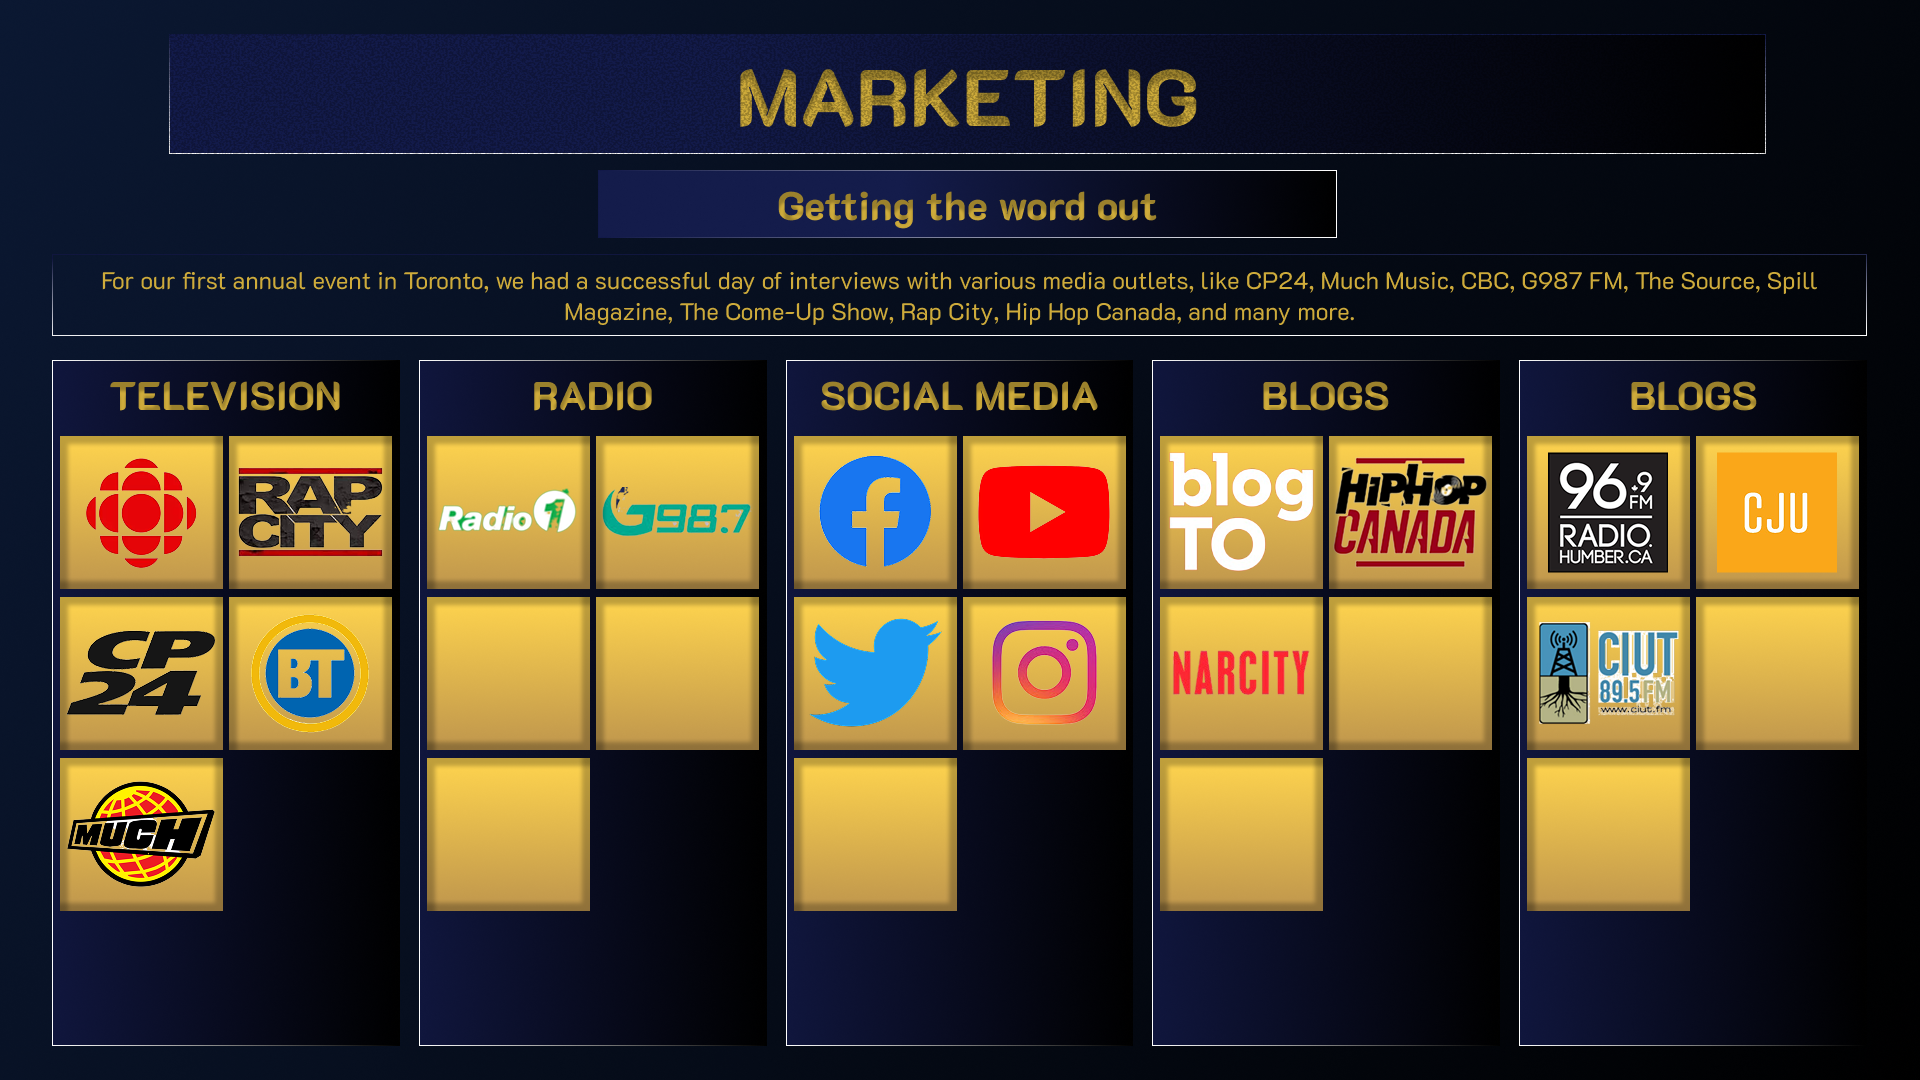 MARKETING
Getting the word out
For our first annual event in Toronto, we had a successful day of interviews with various media outlets, like CP24, Much Music, CBC, G987 FM, The Source, Spill
Magazine, The Come-Up Show, Rap City, Hip Hop Canada, and many more.
TELEVISION
RAP
CITY
CP
24
BT
MUCH
RADIO
Radio 1
G98.7
SOCIAL MEDIA
BLOGS
blog
TO
HIPHOP
CANADA
NARCITY
BLOGS
96.9
FM
RADIO.
HUMBER.CA
CJU
CIUT
89.5 FM
www.ciut.fm